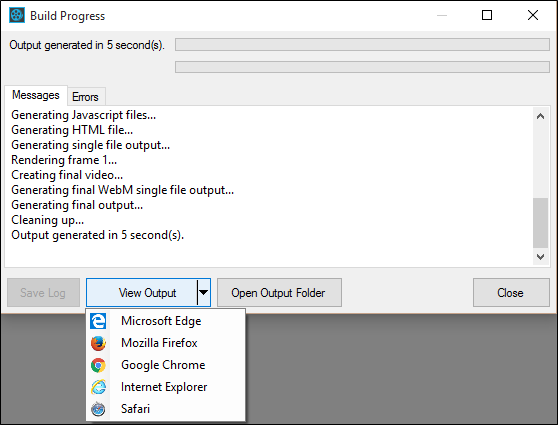 Build Progress
Output generated in 5 second(s).
Messages
Errors
Generating Javascript files...
Generating HTML file...
Generating single file output...
Rendering frame 1...
Creating final video...
Generating final WebM single file output...
Generating final output...
Cleaning up...
Output generated in 5 second(s).
Save Log
View Output
Open Output Folder
Close
Microsoft Edge
Mozilla Firefox
Google Chrome
Internet Explorer
Safari